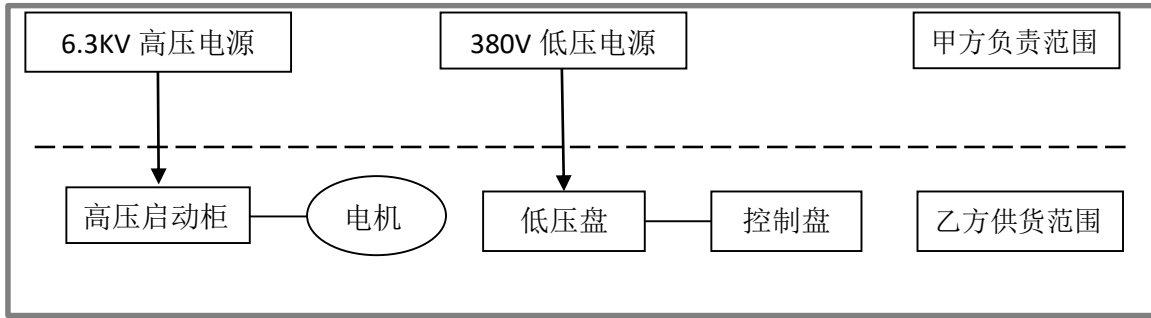 6.3KV 高压电源
380V 低压电源
甲方负责范围
高压启动柜
电机
低压盘
控制盘
乙方供货范围